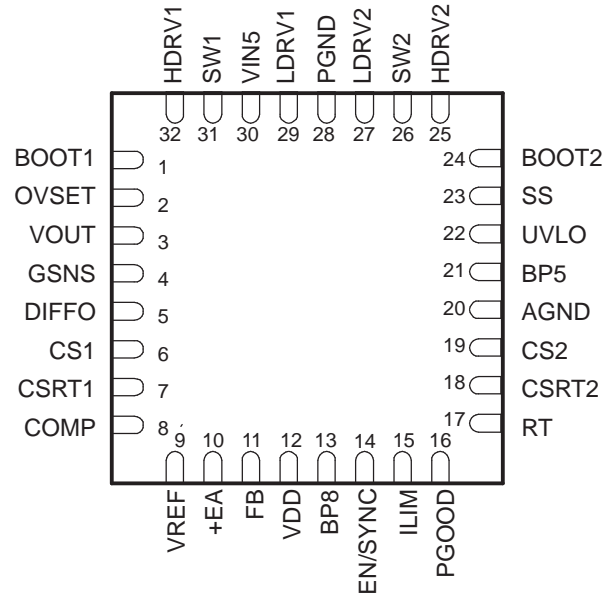 HDRV1 SW1 VIN5 LDRV1 PGND LDRV2 SW2 HDRV2
32 31 30 29 28 27 26 25
BOOT1 1 24 BOOT2
OVSET 2 23 SS
VOUT 3 22 UVLO
GSNS 4 21 BP5
DIFFO 5 20 AGND
CS1 6 19 CS2
CSRT1 7 18 CSRT2
COMP 8 17 RT
9 10 11 12 13 14 15 16
VREF +EA FB VDD BP8 EN/SYNC ILIM PGOOD